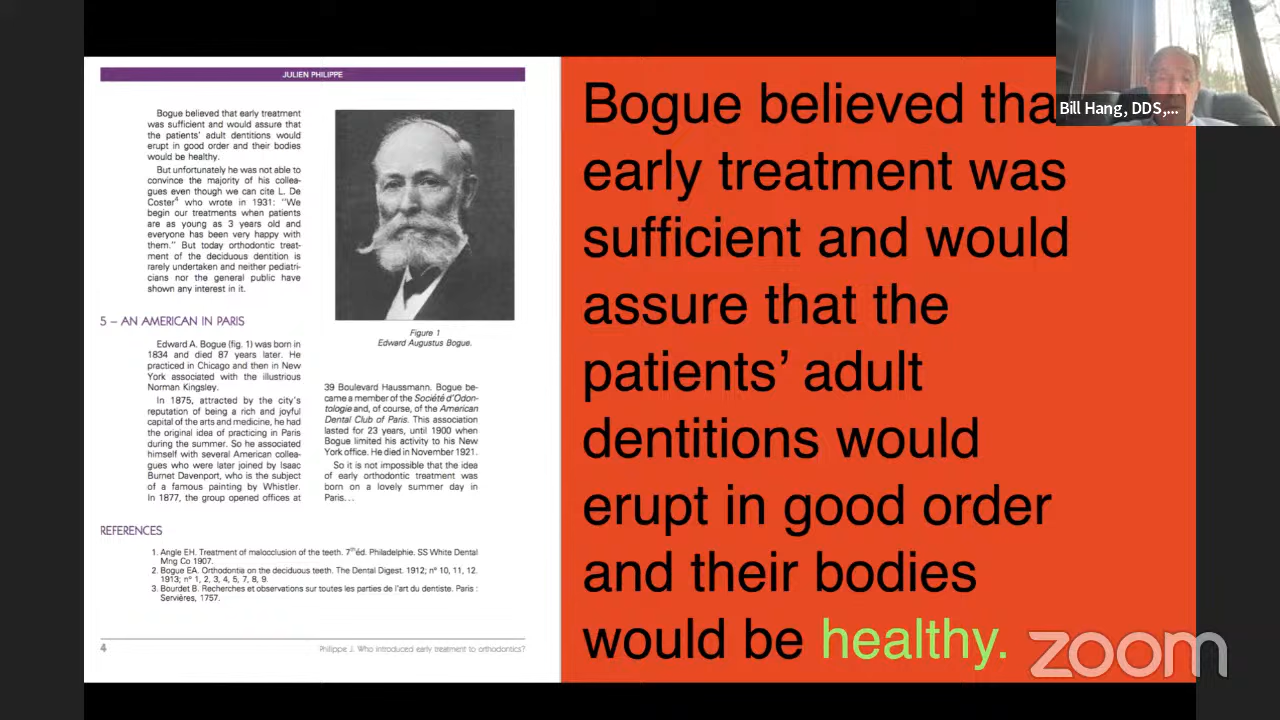 JULIEN PHILIPPE
Bogue believed that early treatment
was sufficient and would assure that
the patients' adult dentitions would
erupt in good order and their bodies
would be healthy.
But unfortunately he was not able to
convince the majority of his collea-
gues even though we can cite L. De
Coster4 who wrote in 1931: "We
begin our treatments when patients
are as young as 3 years old and
everyone has been very happy with
them." But today orthodontic treat-
ment of the deciduous dentition is
rarely undertaken and neither pediatri-
cians nor the general public have
shown any interest in it.
5 – AN AMERICAN IN PARIS
Edward A. Bogue (fig. 1) was born in
1834 and died 87 years later. He
practiced in Chicago and then in New
York associated with the illustrious
Norman Kingsley.
In 1875, attracted by the city's
reputation of being a rich and joyful
capital of the arts and medicine, he had
the original idea of practicing in Paris
during the summer. So he associated
himself with several American collea-
gues who were later joined by Isaac
Burnet Davenport, who is the subject
of a famous painting by Whistler.
In 1877, the group opened offices at
Figure 1
Edward Augustus Bogue.
39 Boulevard Haussmann. Bogue be-
came a member of the Société d'Odon-
tologie and, of course, of the American
Dental Club of Paris. This association
lasted for 23 years, until 1900 when
Bogue limited his activity to his New
York office. He died in November 1921.
So it is not impossible that the idea
of early orthodontic treatment was
born on a lovely summer day in
Paris...
REFERENCES
1. Angle EH. Treatment of malocclusion of the teeth. 7théd. Philadelphie. SS White Dental
Mng Co 1907.
2. Bogue EA. Orthodontia on the deciduous teeth. The Dental Digest. 1912; n° 10, 11, 12.
1913; n° 1, 2, 3, 4, 5, 7, 8, 9.
3. Bourdet B. Recherches et observations sur toutes les parties de l'art du dentiste. Paris :
Servières, 1757.
4
Philippe J. Who introduced early treatment to orthodontics?
Bogue believed tha
early treatment was
sufficient and would
assure that the
patients' adult
dentitions would
erupt in good order
and their bodies
would be healthy.
Bill Hang, DDS,...
zoom